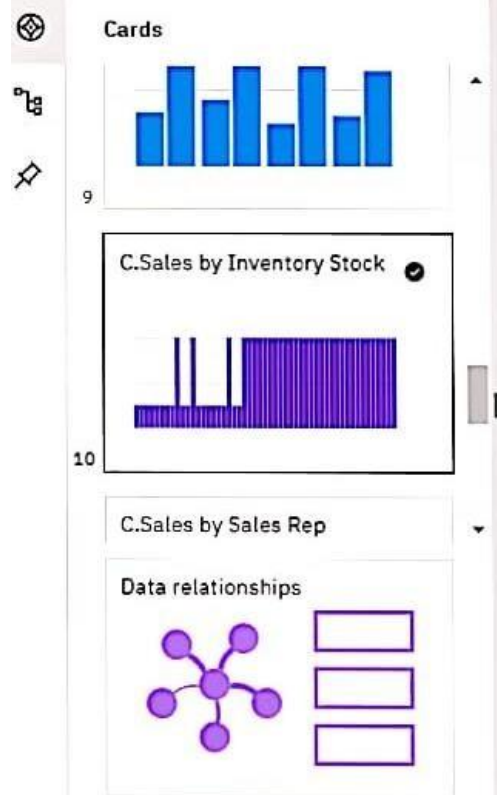 Cards
9
C.Sales by Inventory Stock
10
C.Sales by Sales Rep
Data relationships